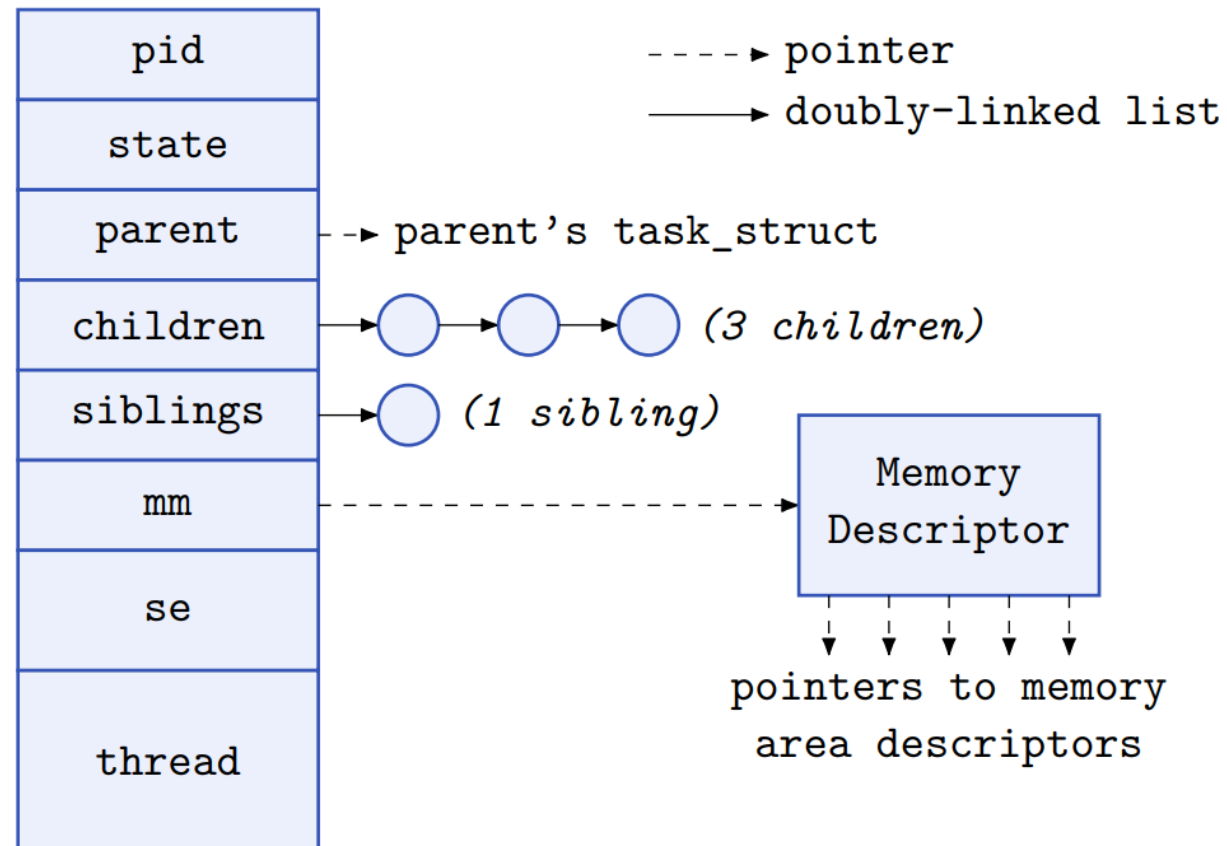 pid
state
parent
children
siblings
mm
se
thread
pointer
doubly-linked list
parent's task_struct
(3 children)
(1 sibling)
Memory
Descriptor
pointers to memory
area descriptors